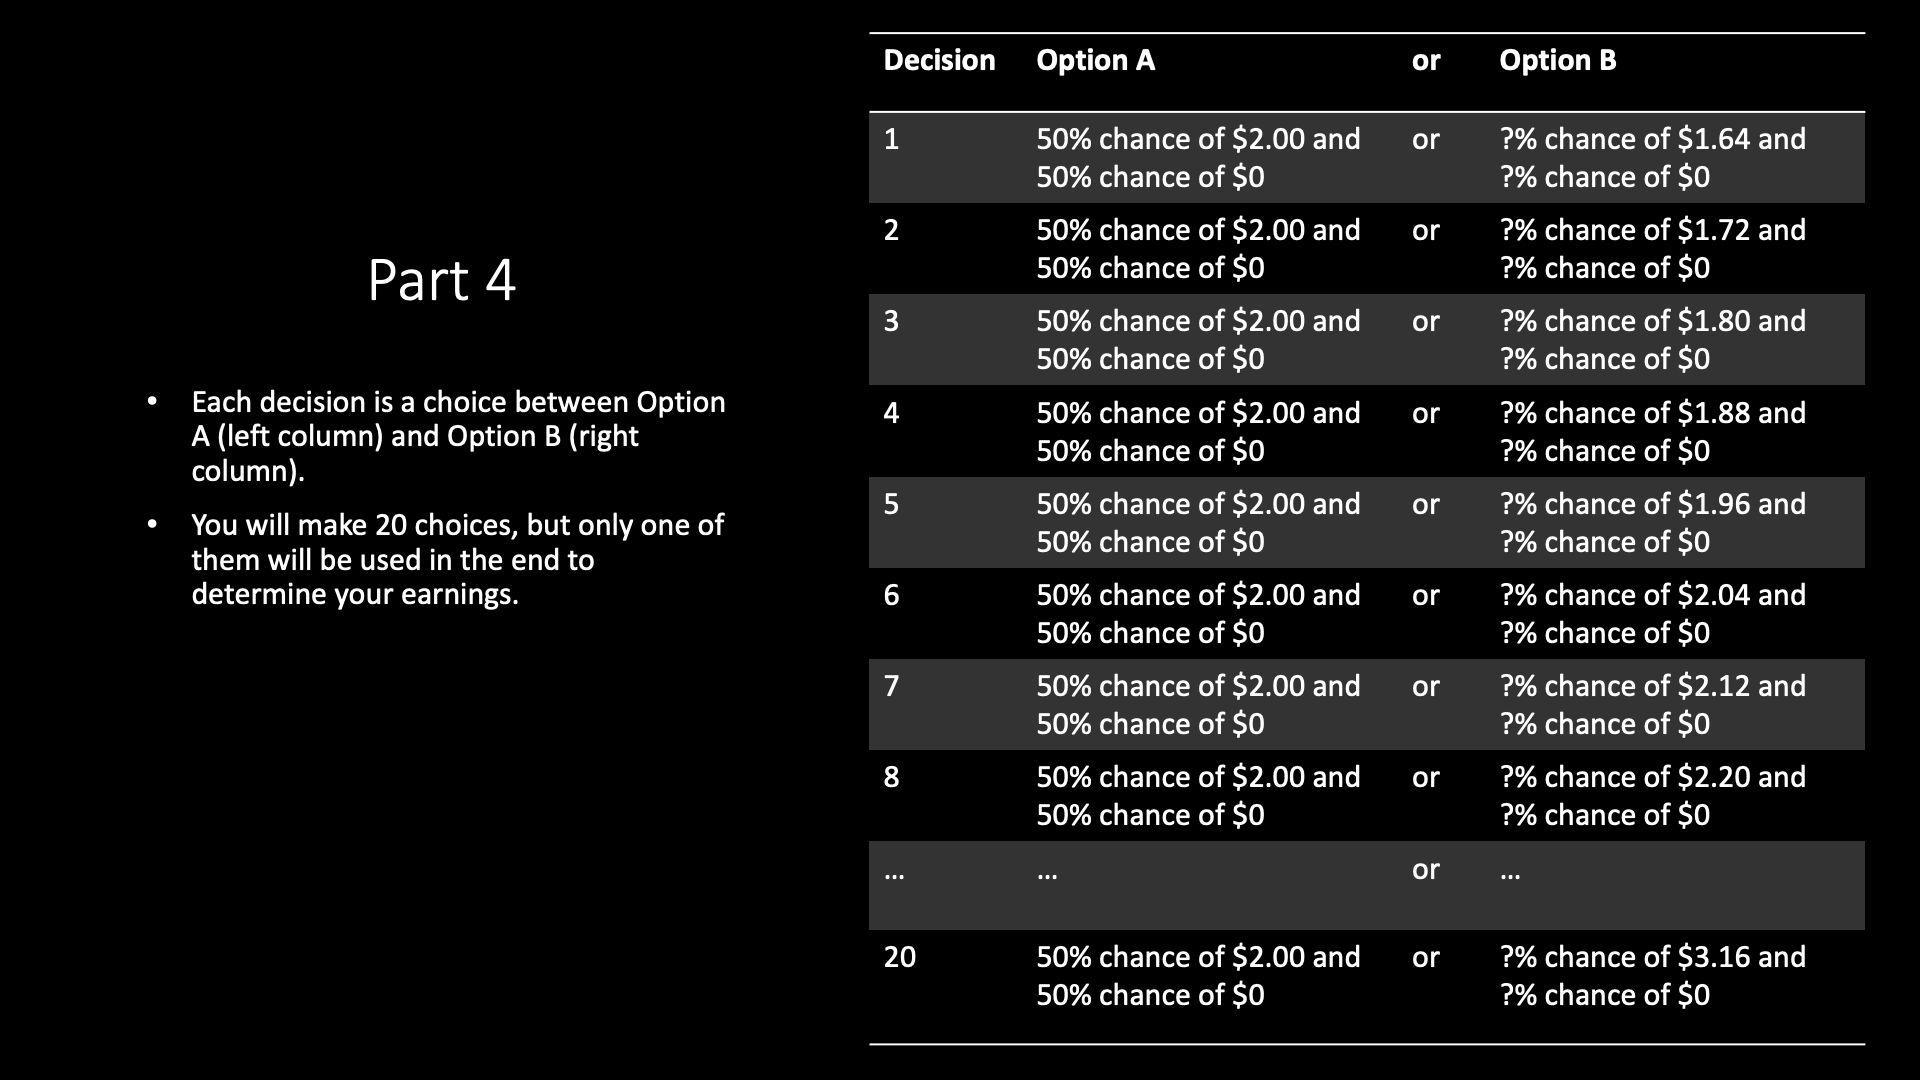 Part 4
• Each decision is a choice between Option
A (left column) and Option B (right
column).
• You will make 20 choices, but only one of
them will be used in the end to
determine your earnings.
Decision Option A or Option B
1 50% chance of $2.00 and or ?% chance of $1.64 and
50% chance of $0 ?% chance of $0
2 50% chance of $2.00 and or ?% chance of $1.72 and
50% chance of $0 ?% chance of $0
3 50% chance of $2.00 and or ?% chance of $1.80 and
50% chance of $0 ?% chance of $0
4 50% chance of $2.00 and or ?% chance of $1.88 and
50% chance of $0 ?% chance of $0
5 50% chance of $2.00 and or ?% chance of $1.96 and
50% chance of $0 ?% chance of $0
6 50% chance of $2.00 and or ?% chance of $2.04 and
50% chance of $0 ?% chance of $0
7 50% chance of $2.00 and or ?% chance of $2.12 and
50% chance of $0 ?% chance of $0
8 50% chance of $2.00 and or ?% chance of $2.20 and
50% chance of $0 ?% chance of $0
... ... or ...
20 50% chance of $2.00 and or ?% chance of $3.16 and
50% chance of $0 ?% chance of $0